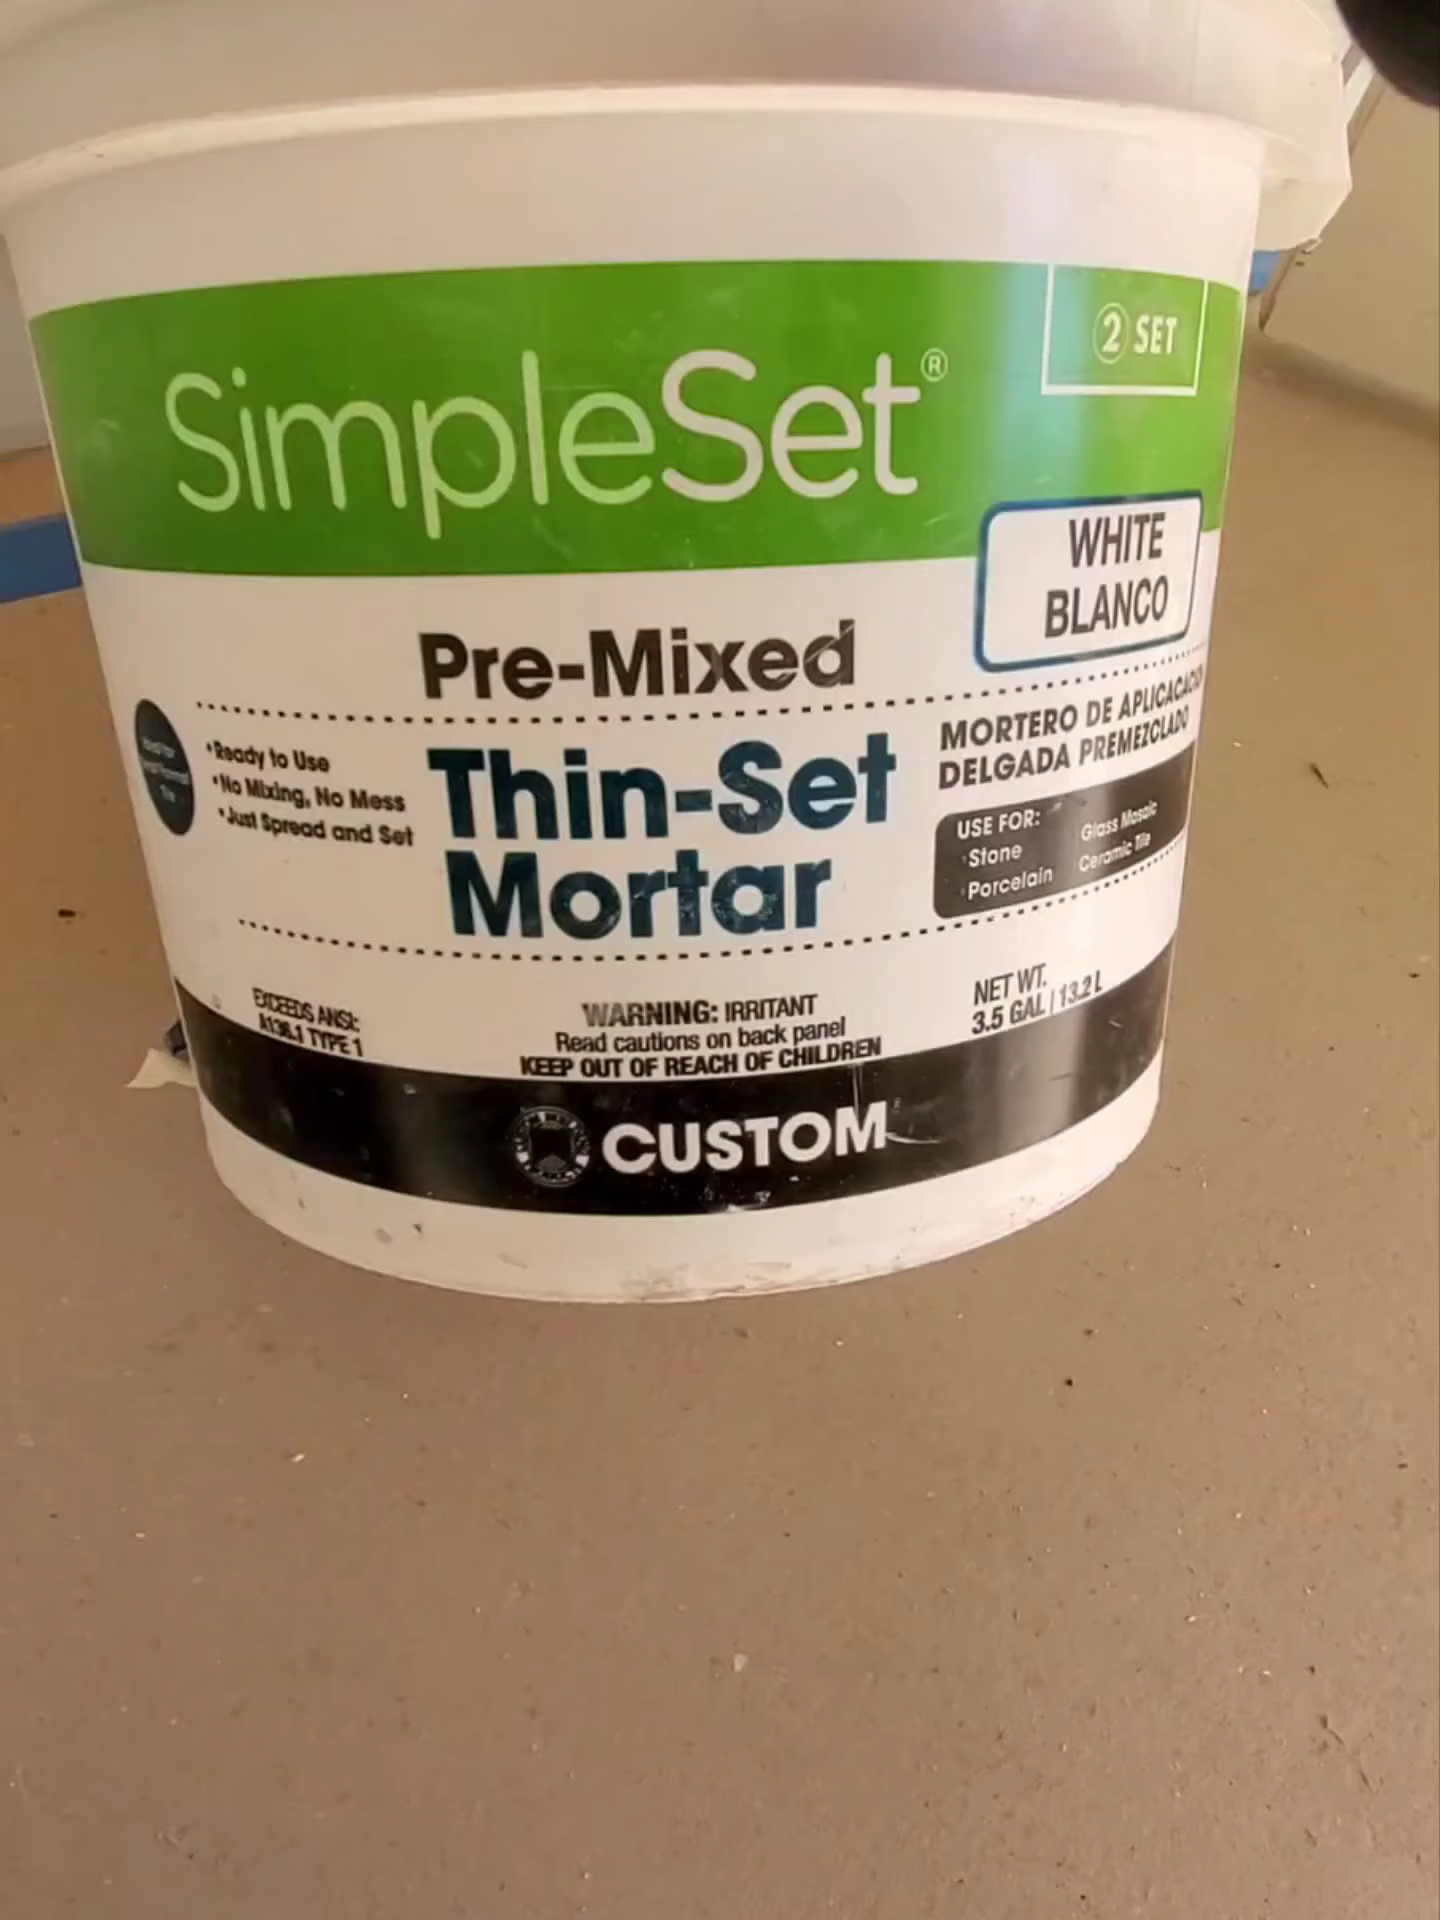 ② SET
SimpleSet®
WHITE
BLANCO
Pre-Mixed
Thin-Set
Mortar
•Ready to Use
•No Mixing, No Mess
•Just Spread and Set
MORTERO DE APLICACACION
DELGADA PREMEZCLADO
USE FOR:
•Stone
•Porcelain
Glass Mosaic
Ceramic Tile
EXCEEDS ANSI:
A136.1 TYPE 1
WARNING: IRRITANT
Read cautions on back panel
KEEP OUT OF REACH OF CHILDREN
NET WT.
3.5 GAL | 13.2 L
CUSTOM™